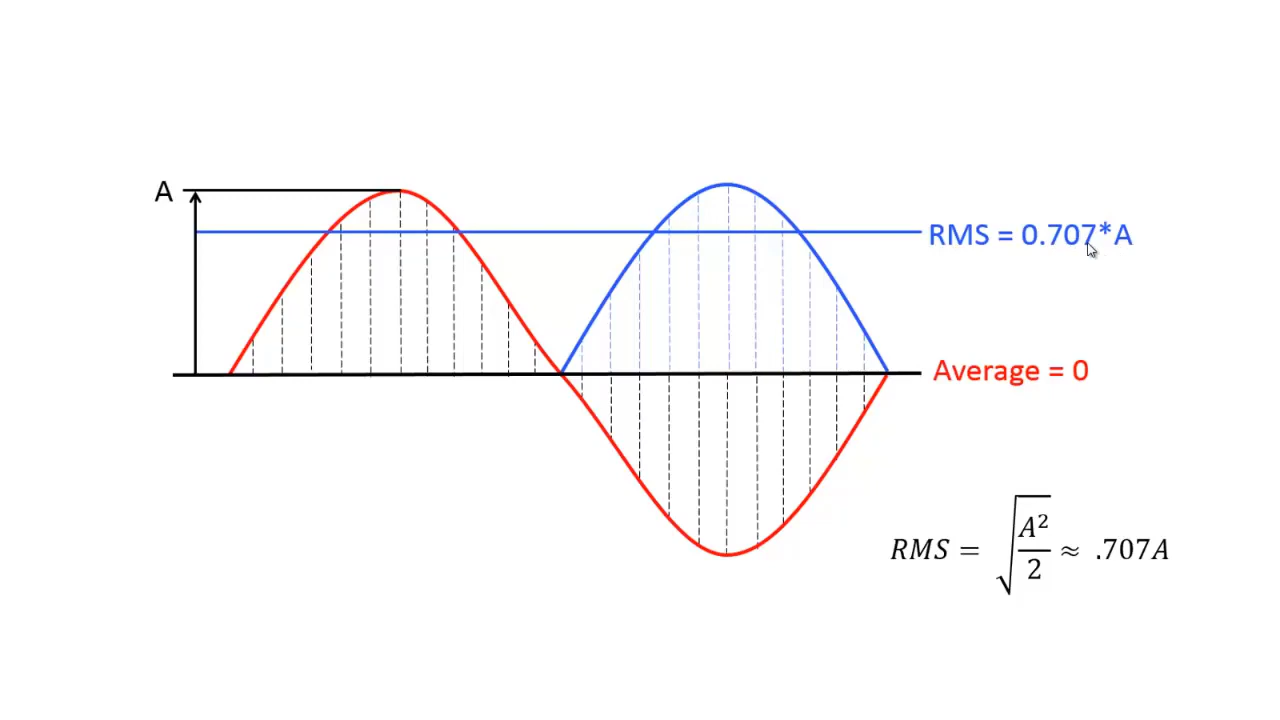 A
RMS = 0.707*A
Average = 0
RMS = √A²/2 ≈ .707A